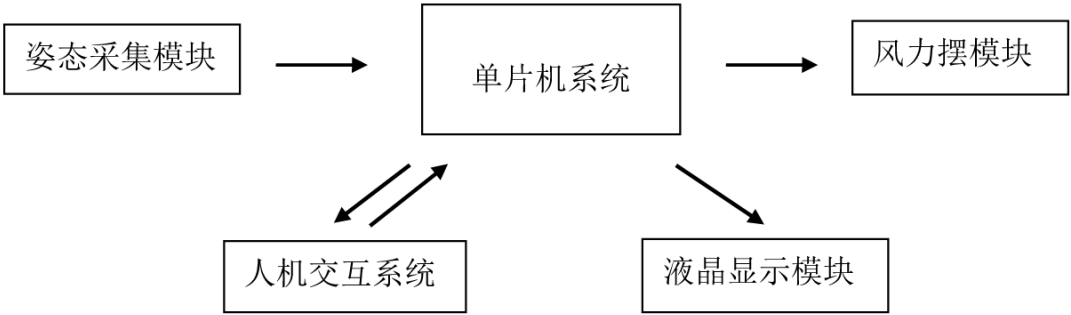 姿态采集模块
单片机系统
风力摆模块
人机交互系统
液晶显示模块